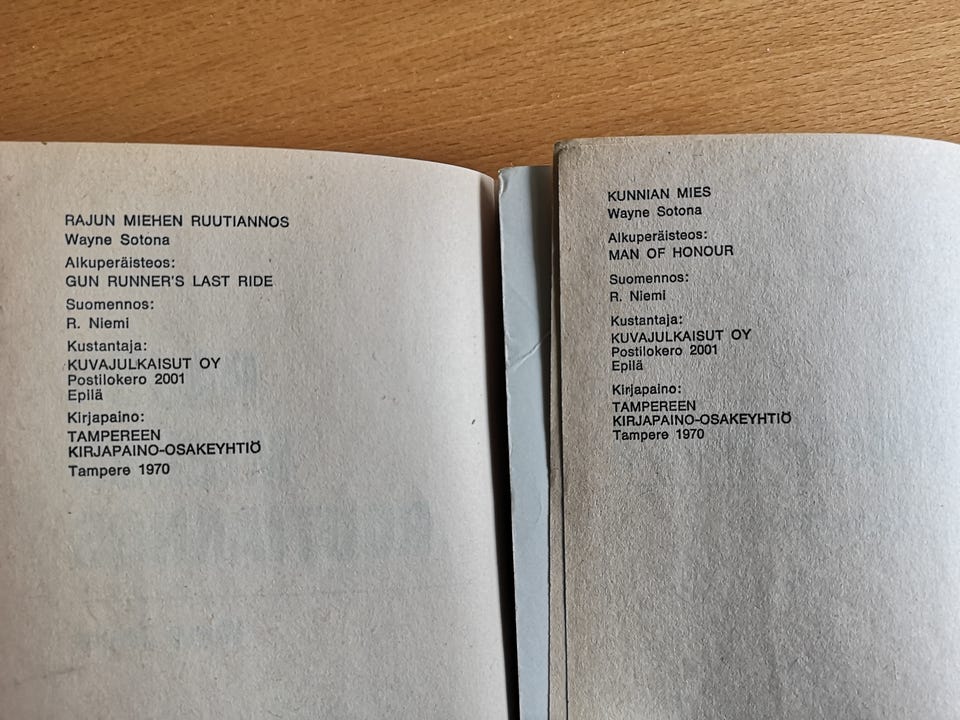 RAJUN MIEHEN RUUTIANNOS
Wayne Sotona
Alkuperäisteos:
GUN RUNNER'S LAST RIDE
Suomennos:
R. Niemi
Kustantaja:
KUVAJULKAISUT OY
Postilokero 2001
Epilä
Kirjapaino:
TAMPEREEN
KIRJAPAINO-OSAKEYHTIÖ
Tampere 1970
KUNNIAN MIES
Wayne Sotona
Alkuperäisteos:
MAN OF HONOUR
Suomennos:
R. Niemi
Kustantaja:
KUVAJULKAISUT OY
Postilokero 2001
Epilä
Kirjapaino:
TAMPEREEN
KIRJAPAINO-OSAKEYHTIÖ
Tampere 1970